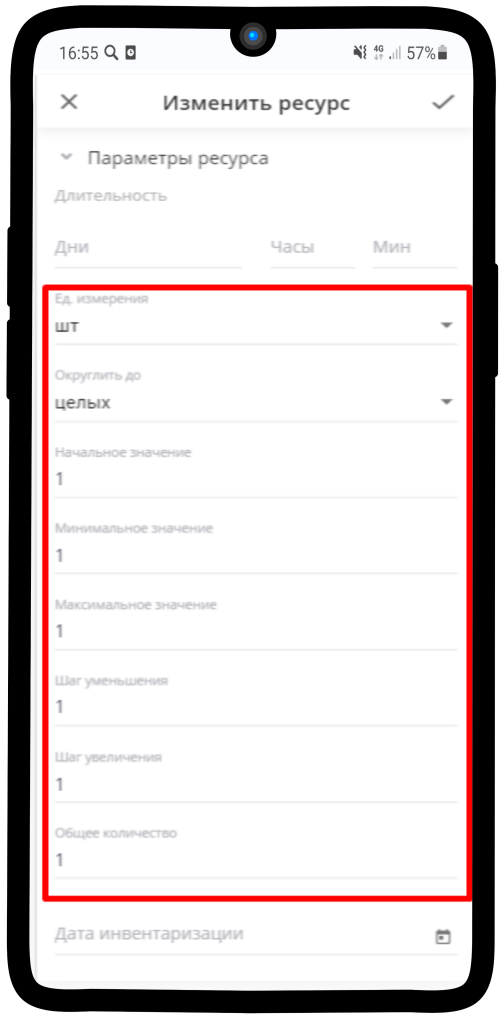 16:55 4G 57%
Изменить ресурс
Параметры ресурса
Длительность
Дни Часы Мин
Ед. измерения
шт
Округлить до
целых
Начальное значение
1
Минимальное значение
1
Максимальное значение
1
Шаг уменьшения
1
Шаг увеличения
1
Общее количество
1
Дата инвентаризации